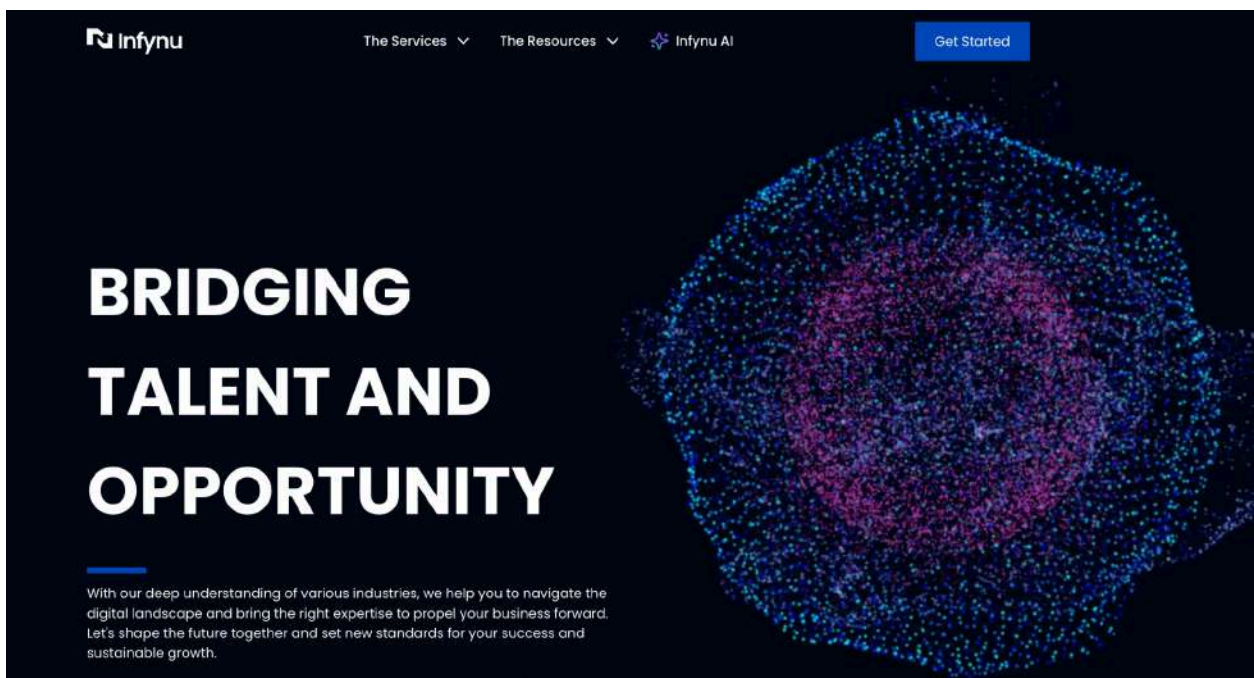 Infynu
The Services
The Resources
Infynu AI
Get Started
BRIDGING
TALENT AND
OPPORTUNITY
With our deep understanding of various industries, we help you to navigate the
digital landscape and bring the right expertise to propel your business forward.
Let's shape the future together and set new standards for your success and
sustainable growth.